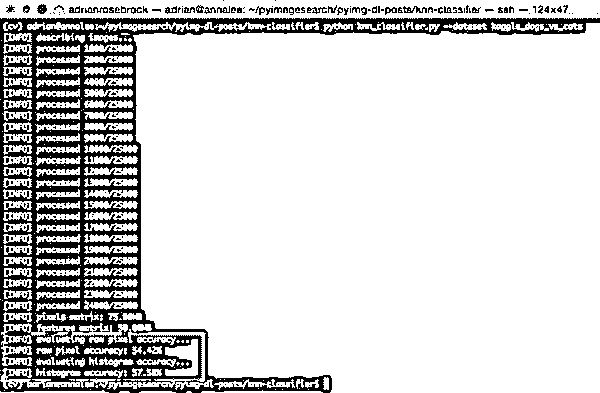 adrianrosebrock — adrian@annalee: ~/pyimagesearch/pyimg-dl-posts/knn-classifier — ssh — 124×47
(cv) adrian@annalee:~/pyimagesearch/pyimg-dl-posts/knn-classifier$ python knn_classifier.py --dataset kaggle_dogs_vs_cats
[INFO] describing images...
[INFO] processed 1000/25000
[INFO] processed 2000/25000
[INFO] processed 3000/25000
[INFO] processed 4000/25000
[INFO] processed 5000/25000
[INFO] processed 6000/25000
[INFO] processed 7000/25000
[INFO] processed 8000/25000
[INFO] processed 9000/25000
[INFO] processed 10000/25000
[INFO] processed 11000/25000
[INFO] processed 12000/25000
[INFO] processed 13000/25000
[INFO] processed 14000/25000
[INFO] processed 15000/25000
[INFO] processed 16000/25000
[INFO] processed 17000/25000
[INFO] processed 18000/25000
[INFO] processed 19000/25000
[INFO] processed 20000/25000
[INFO] processed 21000/25000
[INFO] processed 22000/25000
[INFO] processed 23000/25000
[INFO] processed 24000/25000
[INFO] pixels matrix:
[INFO] features matrix:
[INFO] evaluating raw pixel accuracy...
[INFO] raw pixel accuracy: 54.42%
[INFO] evaluating histogram accuracy...
[INFO] histogram accuracy: 57.58%
(cv) adrian@annalee:~/pyimagesearch/pyimg-dl-posts/knn-classifier$